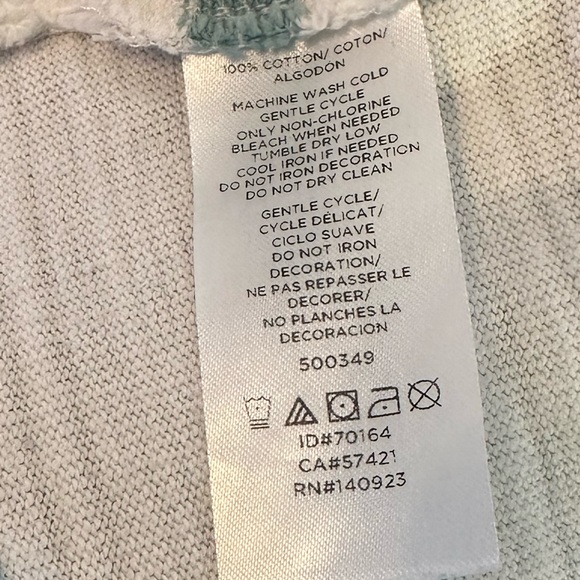 100% COTTON/ COTON/
ALGODON
MACHINE WASH COLD
GENTLE CYCLE
ONLY NON-CHLORINE
BLEACH WHEN NEEDED
TUMBLE DRY LOW
COOL IRON IF NEEDED
DO NOT IRON DECORATION
DO NOT DRY CLEAN
GENTLE CYCLE/
CYCLE DÉLICAT/
CICLO SUAVE
DO NOT IRON
DECORATION/
NE PAS REPASSER LE
DECORER/
NO PLANCHES LA
DECORACION
500349
ID#70164
CA#57421
RN#140923